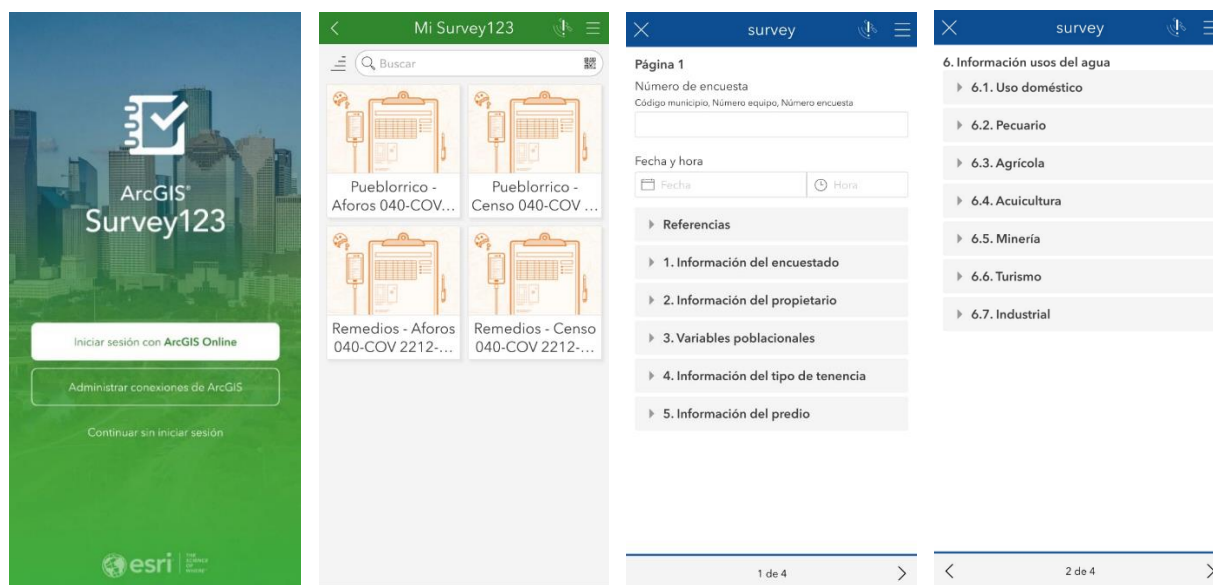 ArcGIS®
Survey123
Iniciar sesión con ArcGIS Online
Administrar conexiones de ArcGIS
Continuar sin iniciar sesión
esri
THE
SCIENCE
OF
WHERE
Mi Survey123
Buscar
Pueblorrico -
Aforos 040-COV...
Pueblorrico -
Censo 040-COV ...
Remedios - Aforos
040-COV 2212-...
Remedios - Censo
040-COV 2212-...
survey
Página 1
Número de encuesta
Código municipio, Número equipo, Número encuesta
Fecha y hora
Fecha
Hora
Referencias
1. Información del encuestado
2. Información del propietario
3. Variables poblacionales
4. Información del tipo de tenencia
5. Información del predio
1 de 4
survey
6. Información usos del agua
6.1. Uso doméstico
6.2. Pecuario
6.3. Agrícola
6.4. Acuicultura
6.5. Minería
6.6. Turismo
6.7. Industrial
2 de 4